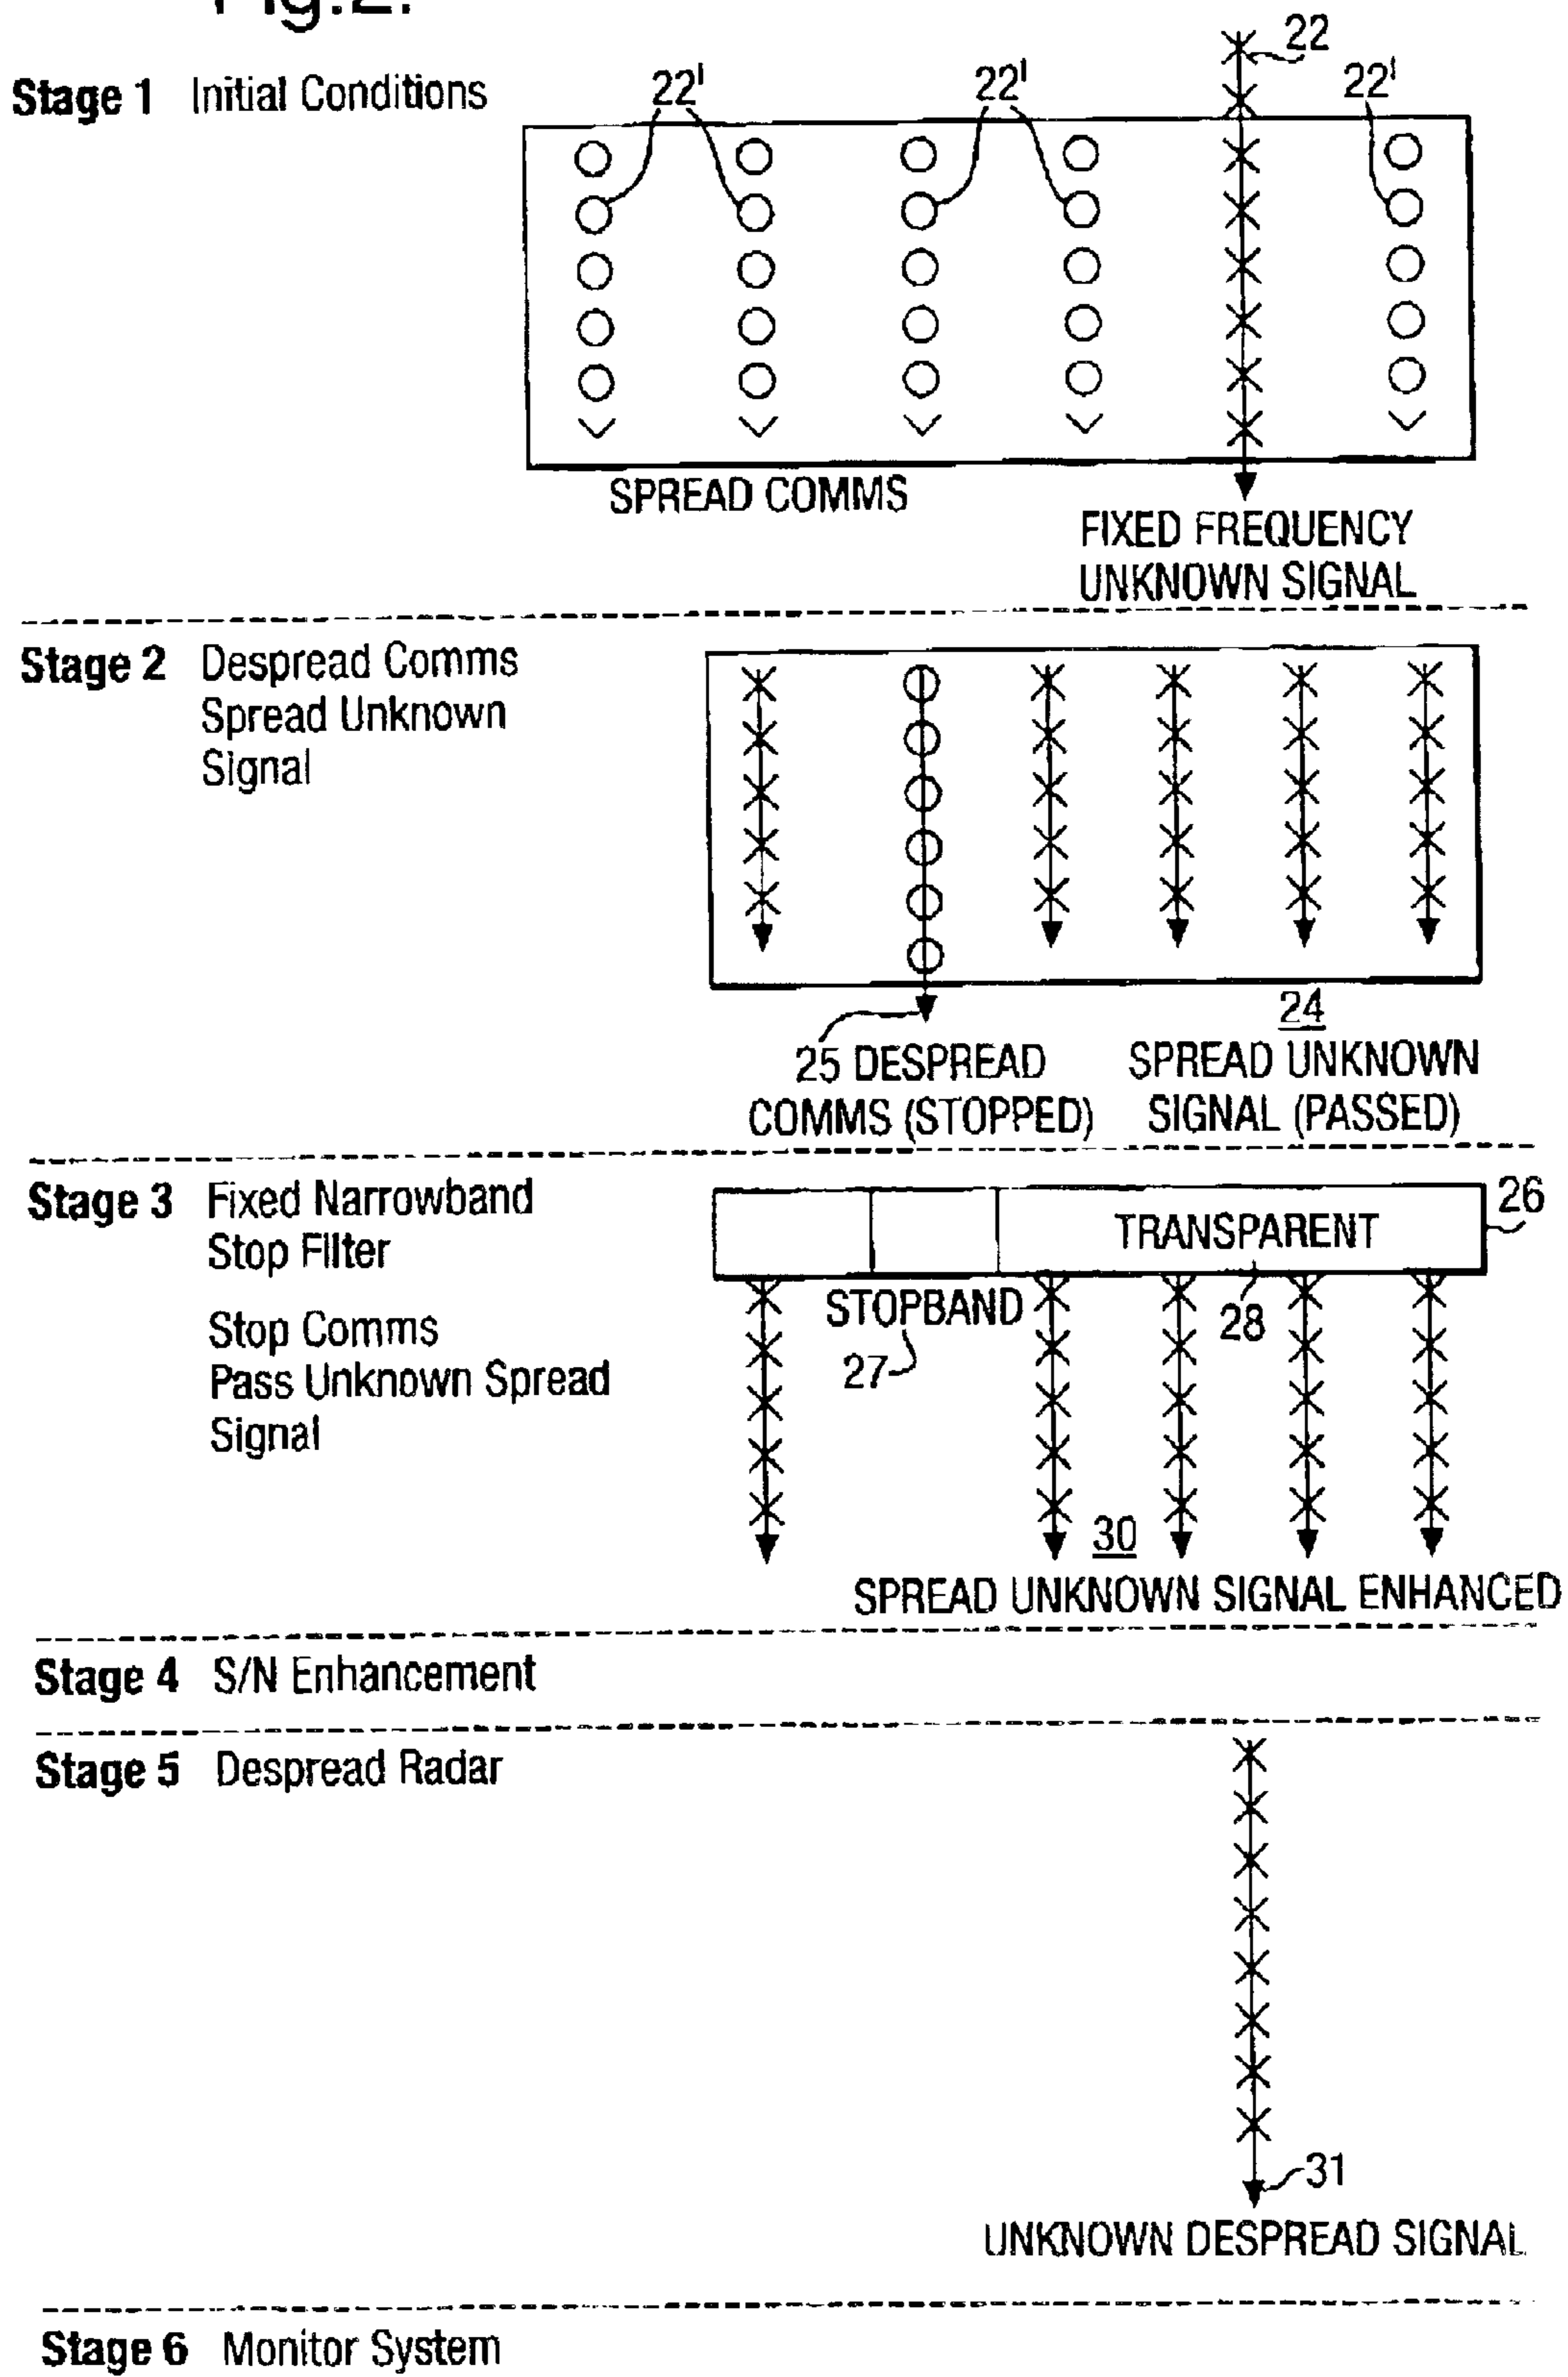 Fig.2.
22
Stage 1 Initial Conditions
22' 22' 22'
SPREAD COMMS
FIXED FREQUENCY
UNKNOWN SIGNAL
Stage 2 Despread Comms
Spread Unknown
Signal
24
25 DESPREAD
COMMS (STOPPED)
SPREAD UNKNOWN
SIGNAL (PASSED)
Stage 3 Fixed Narrowband
Stop Filter
TRANSPARENT
26
STOPBAND
28
27
Stop Comms
Pass Unknown Spread
Signal
30
SPREAD UNKNOWN SIGNAL ENHANCED
Stage 4 S/N Enhancement
Stage 5 Despread Radar
31
UNKNOWN DESPREAD SIGNAL
Stage 6 Monitor System